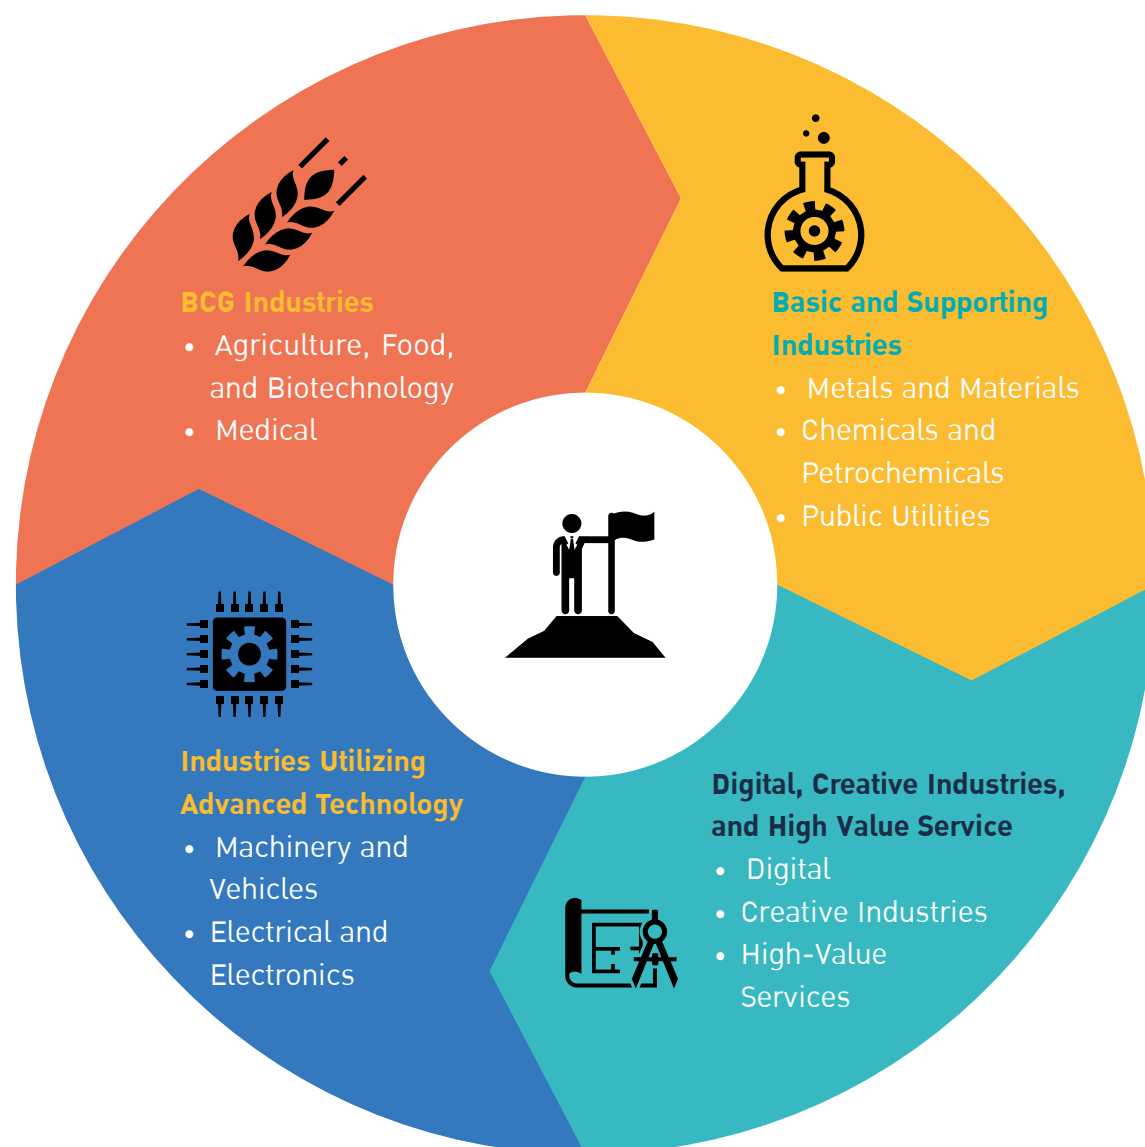 BCG Industries
• Agriculture, Food,
and Biotechnology
• Medical
Basic and Supporting
Industries
• Metals and Materials
• Chemicals and
Petrochemicals
• Public Utilities
Industries Utilizing
Advanced Technology
• Machinery and
Vehicles
• Electrical and
Electronics
Digital, Creative Industries,
and High Value Service
• Digital
• Creative Industries
• High-Value
Services